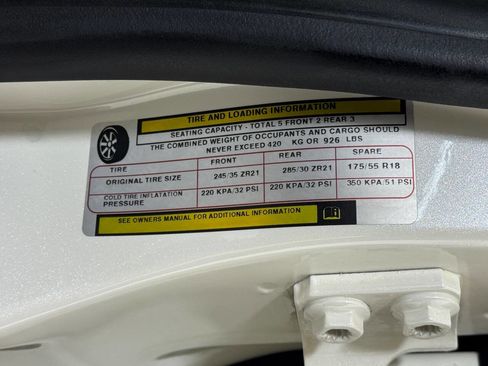 TIRE AND LOADING INFORMATION
SEATING CAPACITY - TOTAL 5 FRONT 2 REAR 3
THE COMBINED WEIGHT OF OCCUPANTS AND CARGO SHOULD
NEVER EXCEED 420 KG OR 926 LBS
TIRE FRONT REAR SPARE
ORIGINAL TIRE SIZE 245/35 ZR21 285/30 ZR21 175/55 R18
COLD TIRE INFLATATION
PRESSURE 220 KPA/32 PSI 220 KPA/32 PSI 350 KPA/51 PSI
SEE OWNERS MANUAL FOR ADDITIONAL INFORMATION